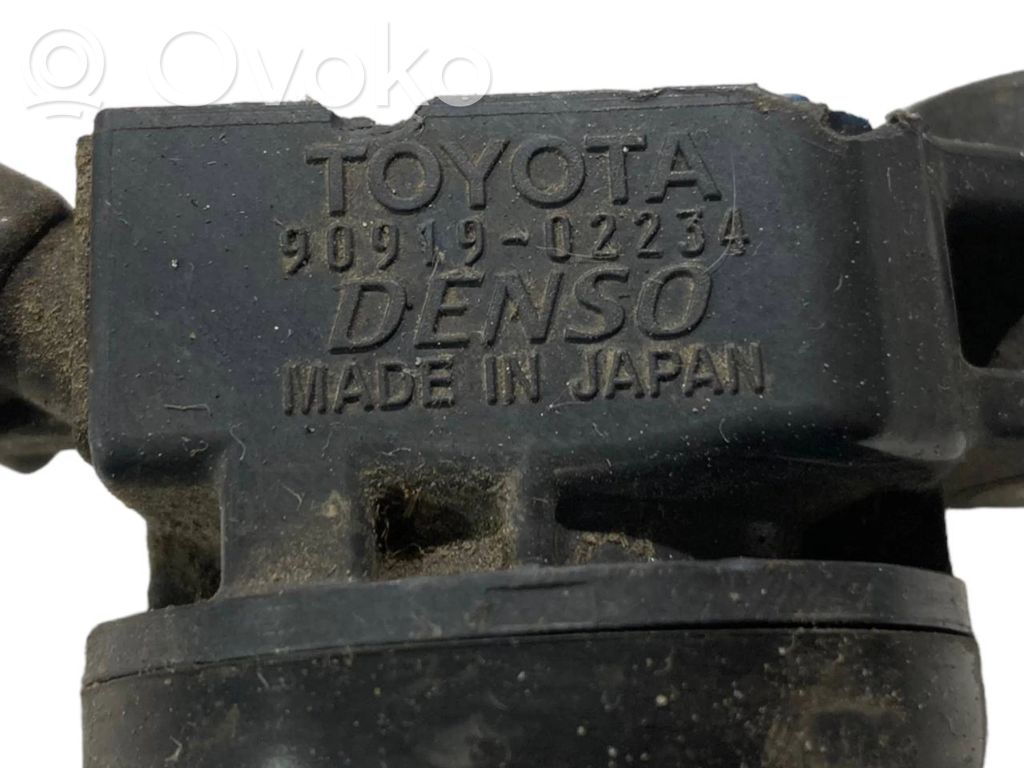 Ovoko
TOYOTA
90919-02234
DENSO
MADE IN JAPAN